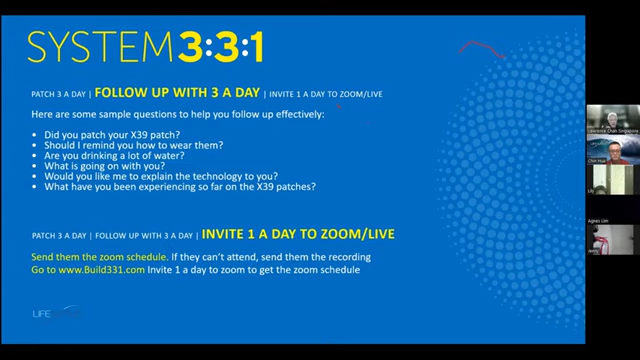 SYSTEM 3:3:1
PATCH 3 A DAY | FOLLOW UP WITH 3 A DAY | INVITE 1 A DAY TO ZOOM/LIVE
Here are some sample questions to help you follow up effectively:
• Did you patch your X39 patch?
• Should I remind you how to wear them?
• Are you drinking a lot of water?
• What is going on with you?
• Would you like me to explain the technology to you?
• What have you been experiencing so far on the X39 patches?
PATCH 3 A DAY | FOLLOW UP WITH 3 A DAY | INVITE 1 A DAY TO ZOOM/LIVE
Send them the zoom schedule. If they can't attend, send them the recording
Go to www.Build331.com Invite 1 a day to zoom to get the zoom schedule
LIFE
Lawrence Chan Singapore
Chin Hua
Lily
Agnes Lim